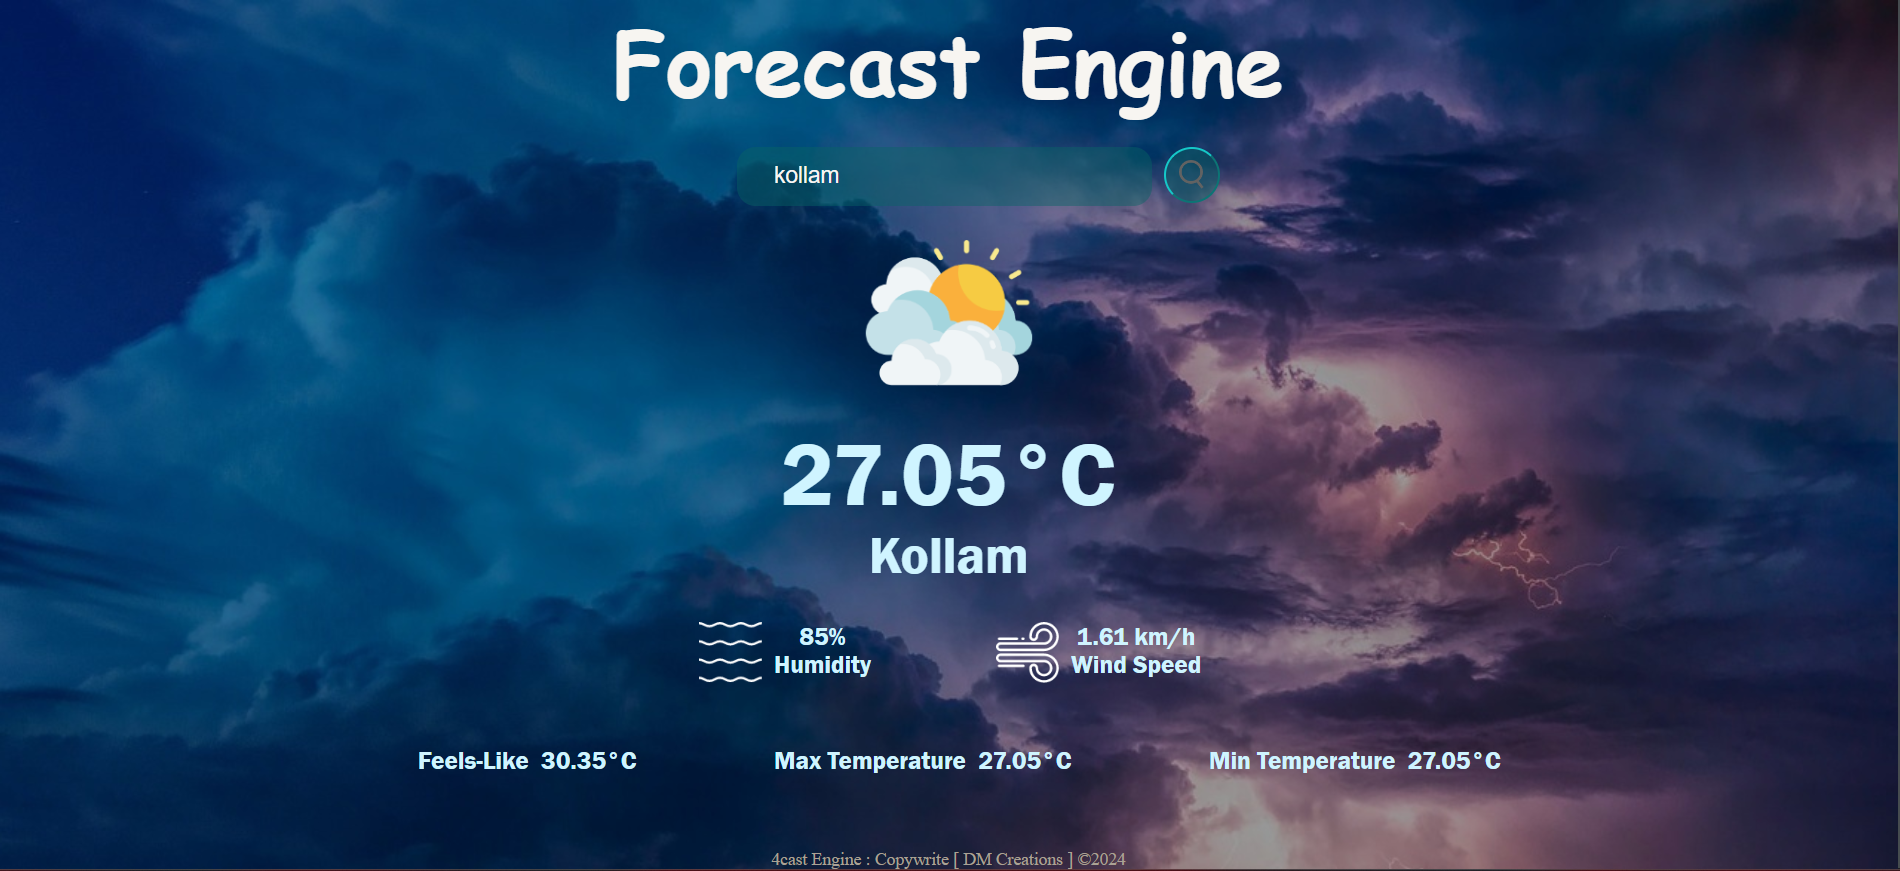 Forecast Engine
kollam
27.05°C
Kollam
85%
Humidity
1.61 km/h
Wind Speed
Feels-Like 30.35°C
Max Temperature 27.05°C
Min Temperature 27.05°C
4cast Engine : Copywrite [ DM Creations ] ©2024